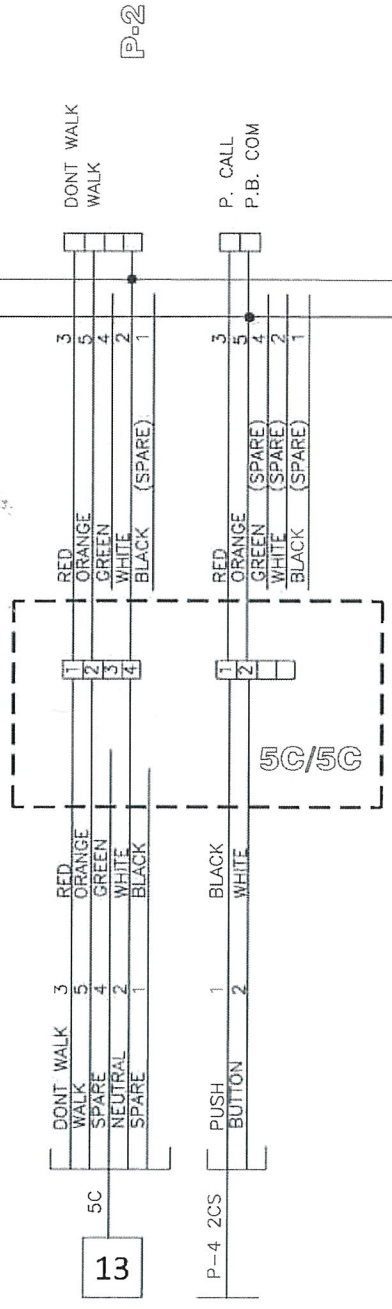 P-2
DONT WALK
WALK
P. CALL
P.B. COM
3 RED
5 ORANGE
4 GREEN
2 WHITE
1 BLACK (SPARE)
3 RED
5 ORANGE
4 GREEN (SPARE)
2 WHITE (SPARE)
1 BLACK (SPARE)
1
2
3
4
1
2
5C/5C
DONT WALK 3 RED
WALK 5 ORANGE
SPARE 4 GREEN
NEUTRAL 2 WHITE
SPARE 1 BLACK
PUSH 1 BLACK
BUTTON 2 WHITE
5C
13
P-4 2CS